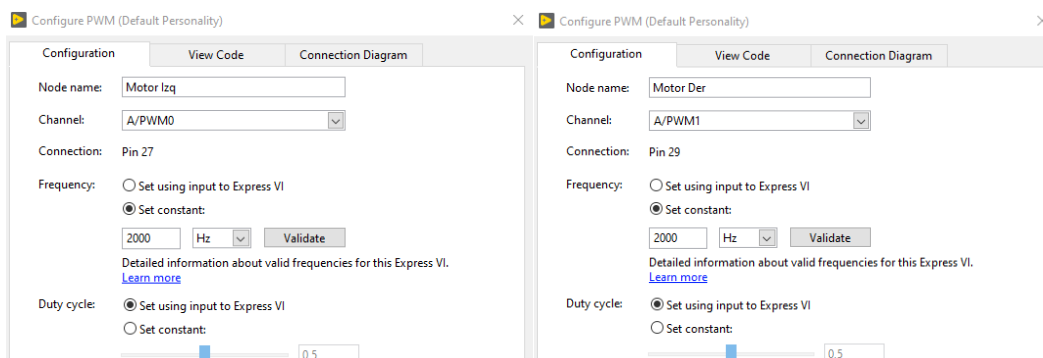 Configure PWM (Default Personality)
Configuration View Code Connection Diagram
Node name: Motor Izq
Channel: A/PWM0
Connection: Pin 27
Frequency: Set using input to Express VI
Set constant:
2000 Hz Validate
Detailed information about valid frequencies for this Express VI.
Learn more
Duty cycle: Set using input to Express VI
Set constant:
0.5
Configure PWM (Default Personality)
Configuration View Code Connection Diagram
Node name: Motor Der
Channel: A/PWM1
Connection: Pin 29
Frequency: Set using input to Express VI
Set constant:
2000 Hz Validate
Detailed information about valid frequencies for this Express VI.
Learn more
Duty cycle: Set using input to Express VI
Set constant:
0.5